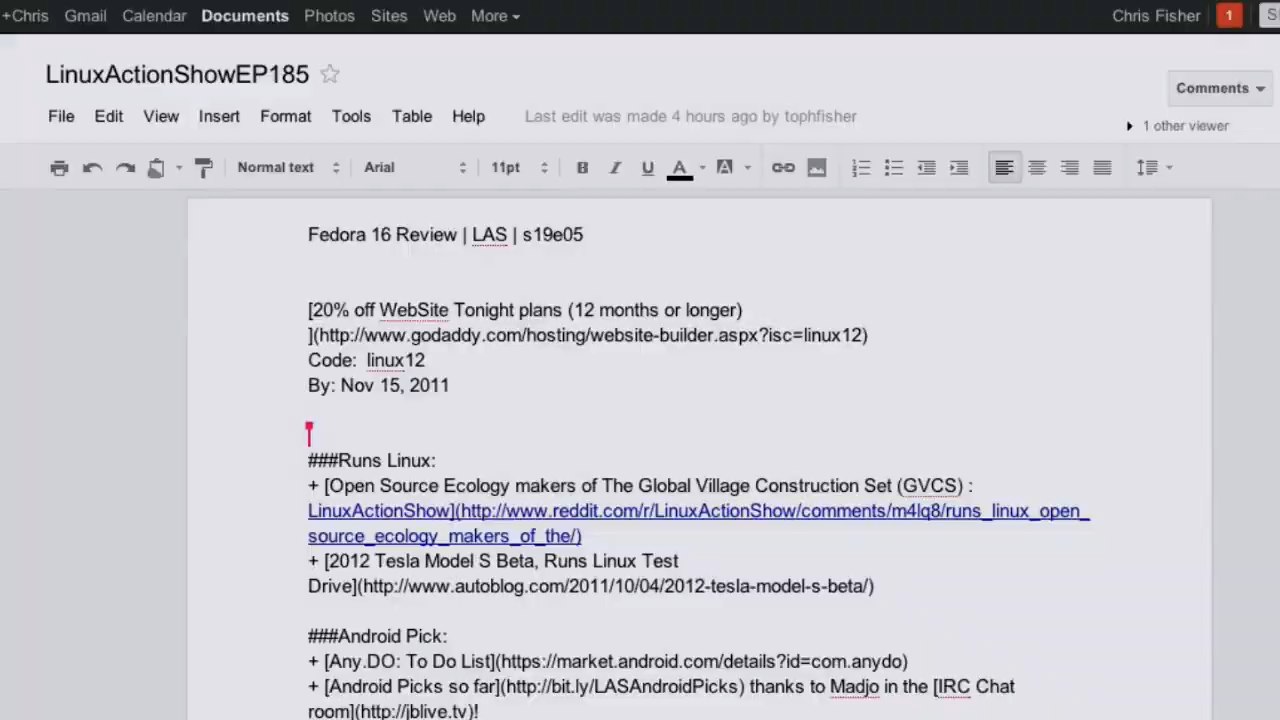 +Chris Gmail Calendar Documents Photos Sites Web More Chris Fisher 1
LinuxActionShowEP185
Comments
File Edit View Insert Format Tools Table Help Last edit was made 4 hours ago by tophfisher
1 other viewer
Normal text Arial 11pt B I U A A
Fedora 16 Review | LAS | s19e05
[20% off WebSite Tonight plans (12 months or longer)
](http://www.godaddy.com/hosting/website-builder.aspx?isc=linux12)
Code: linux12
By: Nov 15, 2011
###Runs Linux:
+ [Open Source Ecology makers of The Global Village Construction Set (GVCS) :
LinuxActionShow](http://www.reddit.com/r/LinuxActionShow/comments/m4lq8/runs_linux_open_
source_ecology_makers_of_the/)
+ [2012 Tesla Model S Beta, Runs Linux Test
Drive](http://www.autoblog.com/2011/10/04/2012-tesla-model-s-beta/)
###Android Pick:
+ [Any.DO: To Do List](https://market.android.com/details?id=com.anydo)
+ [Android Picks so far](http://bit.ly/LASAndroidPicks) thanks to Madjo in the [IRC Chat
room](http://jblive.tv)!